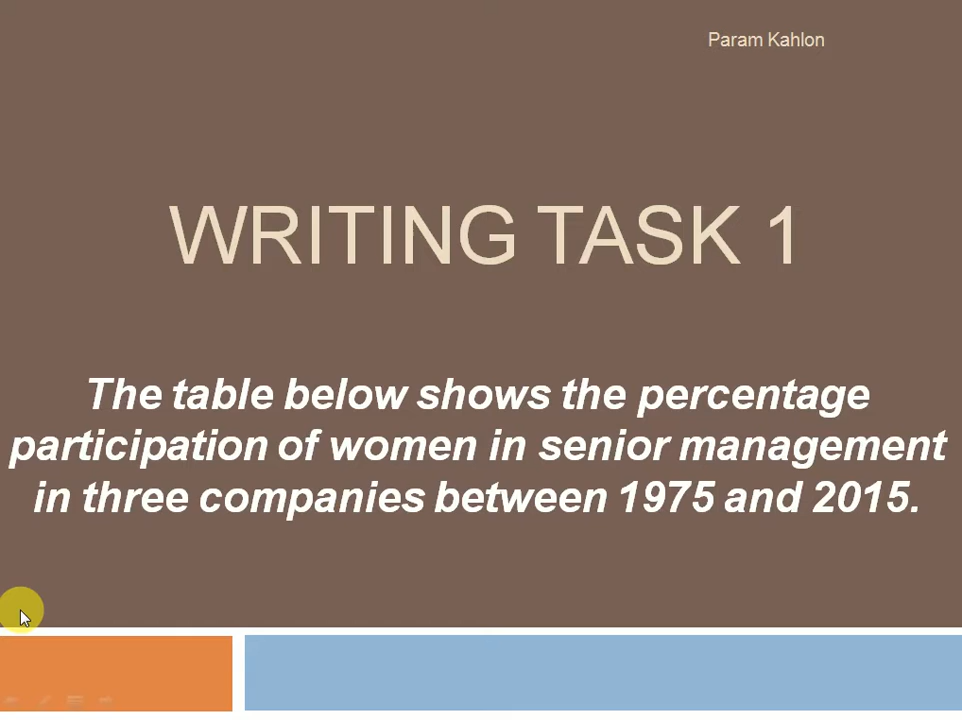 Param Kahlon
WRITING TASK 1
The table below shows the percentage
participation of women in senior management
in three companies between 1975 and 2015.